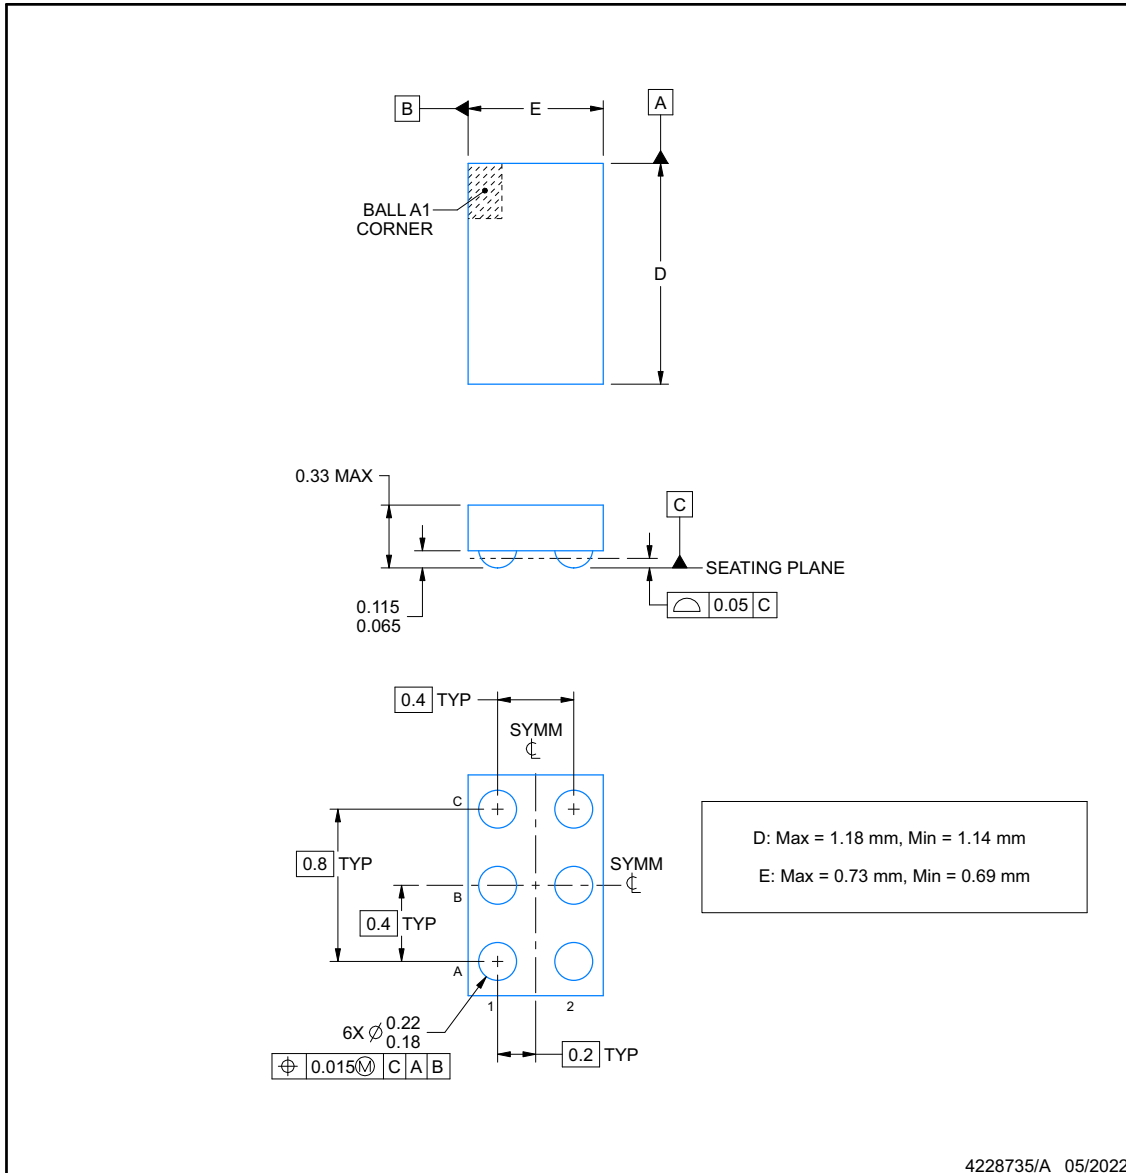 B
E
A
BALL A1
CORNER
D
0.33 MAX
C
SEATING PLANE
0.115
0.065
0.05 C
0.4 TYP
SYMM
℄
C
0.8 TYP
SYMM
℄
B
0.4 TYP
A
1 2
6X ⌀ 0.22
0.18
0.2 TYP
⌖ 0.015Ⓜ C A B
D: Max = 1.18 mm, Min = 1.14 mm
E: Max = 0.73 mm, Min = 0.69 mm
4228735/A 05/2022